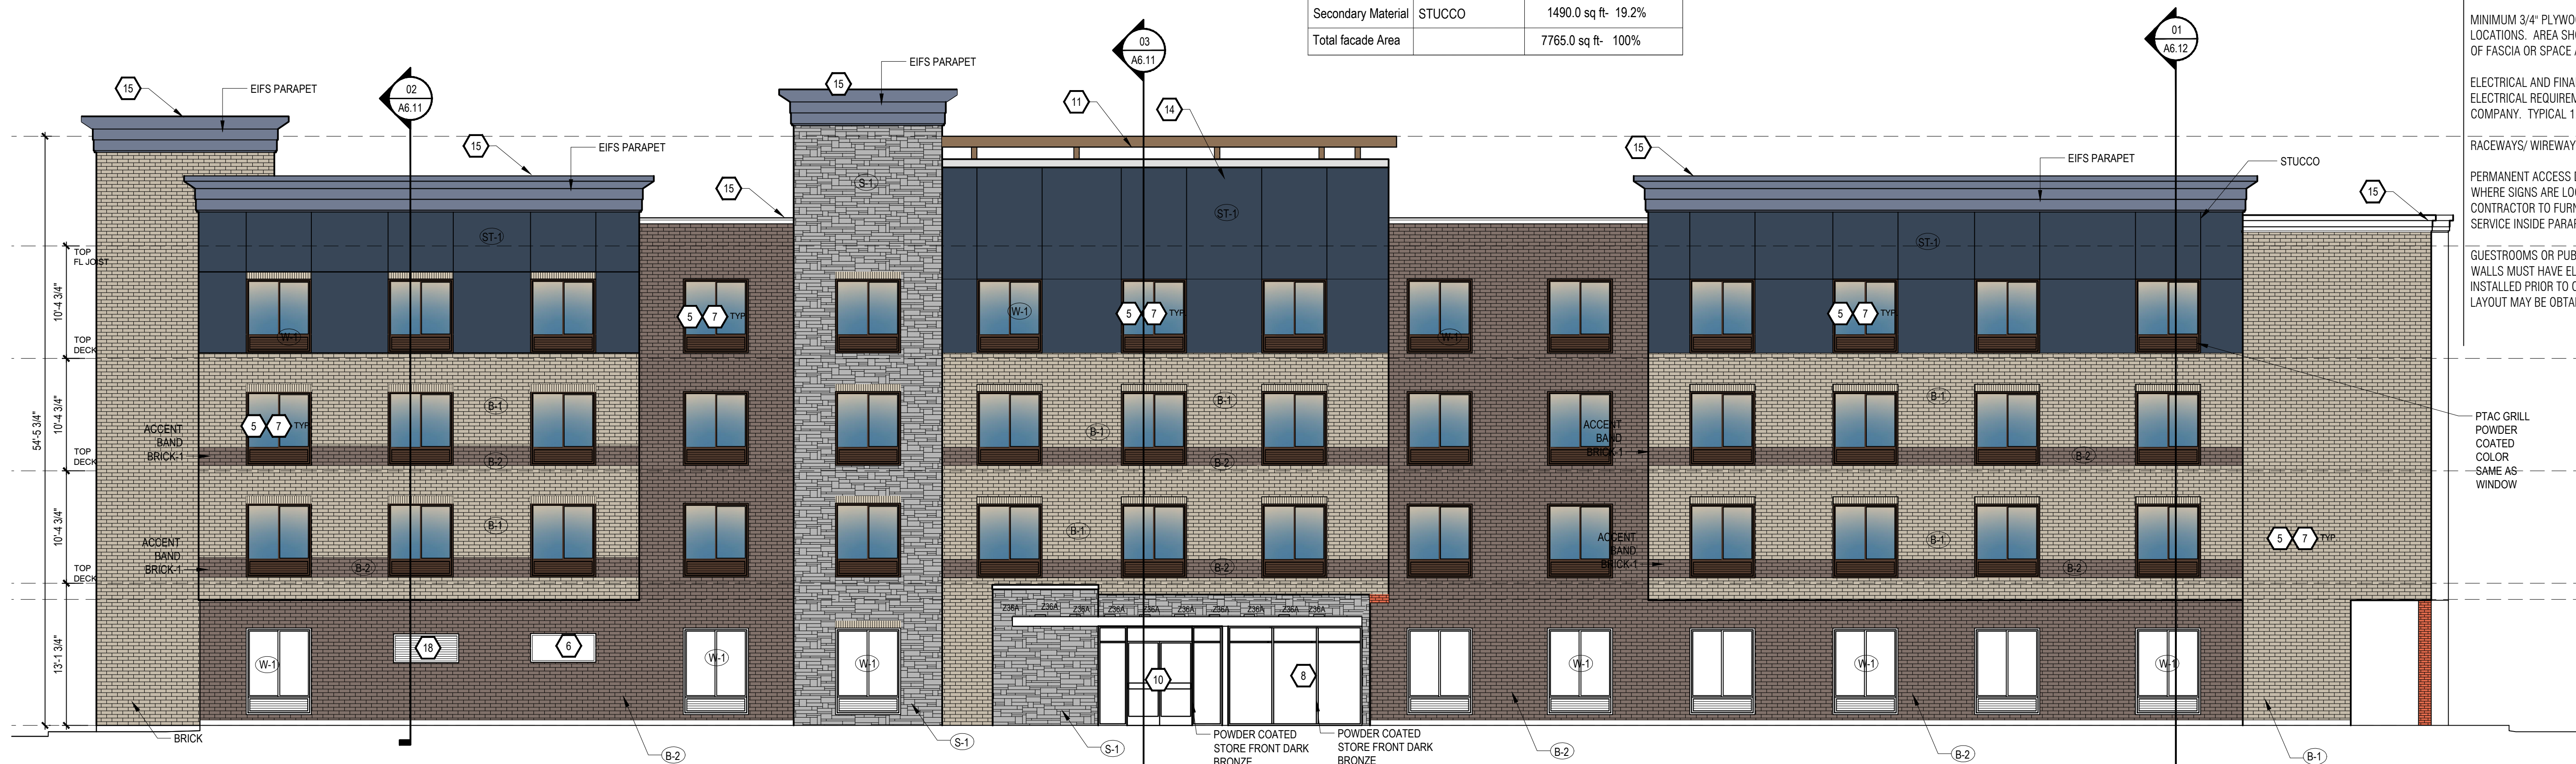 Secondary Material STUCCO 1490.0 sq ft- 19.2%
Total facade Area 7765.0 sq ft- 100%
MINIMUM 3/4" PLYWO
LOCATIONS. AREA SH
OF FASCIA OR SPACE
ELECTRICAL AND FINA
ELECTRICAL REQUIREM
COMPANY. TYPICAL 1
RACEWAYS/ WIREWAY
PERMANENT ACCESS
WHERE SIGNS ARE LO
CONTRACTOR TO FURN
SERVICE INSIDE PARA
GUESTROOMS OR PUB
WALLS MUST HAVE EL
INSTALLED PRIOR TO
LAYOUT MAY BE OBTA
03
A6.11
01
A6.12
02
A6.11
15
EIFS PARAPET
15
EIFS PARAPET
11
14
15
EIFS PARAPET
15
15
EIFS PARAPET
STUCCO
15
S-1
ST-1
ST-1
ST-1
TOP
FL JOIST
10'-4 3/4"
TOP
DECK
W-1
5 7 TYP
W-1
5 7 TYP
W-1
5 7 TYP
54'-5 3/4"
10'-4 3/4"
B-1
B-1
B-1
B-1
5 7 TYP
ACCENT
BAND
BRICK-1
ACCENT
BAND
BRICK-1
PTAC GRILL
POWDER
COATED
COLOR
SAME AS
WINDOW
TOP
DECK
B-2
B-2
B-2
10'-4 3/4"
B-1
B-1
B-1
5 7 TYP
ACCENT
BAND
BRICK-1
ACCENT
BAND
BRICK-1
TOP
DECK
B-2
B-2
B-2
Z36A Z36A Z36A Z36A Z36A Z36A Z36A Z36A Z36A Z36A
13'-1 3/4"
W-1
18
6
W-1
W-1
10
8
W-1
W-1
W-1
BRICK
B-2
S-1
S-1
POWDER COATED
STORE FRONT DARK
BRONZE
POWDER COATED
STORE FRONT DARK
BRONZE
B-2
B-2
B-1